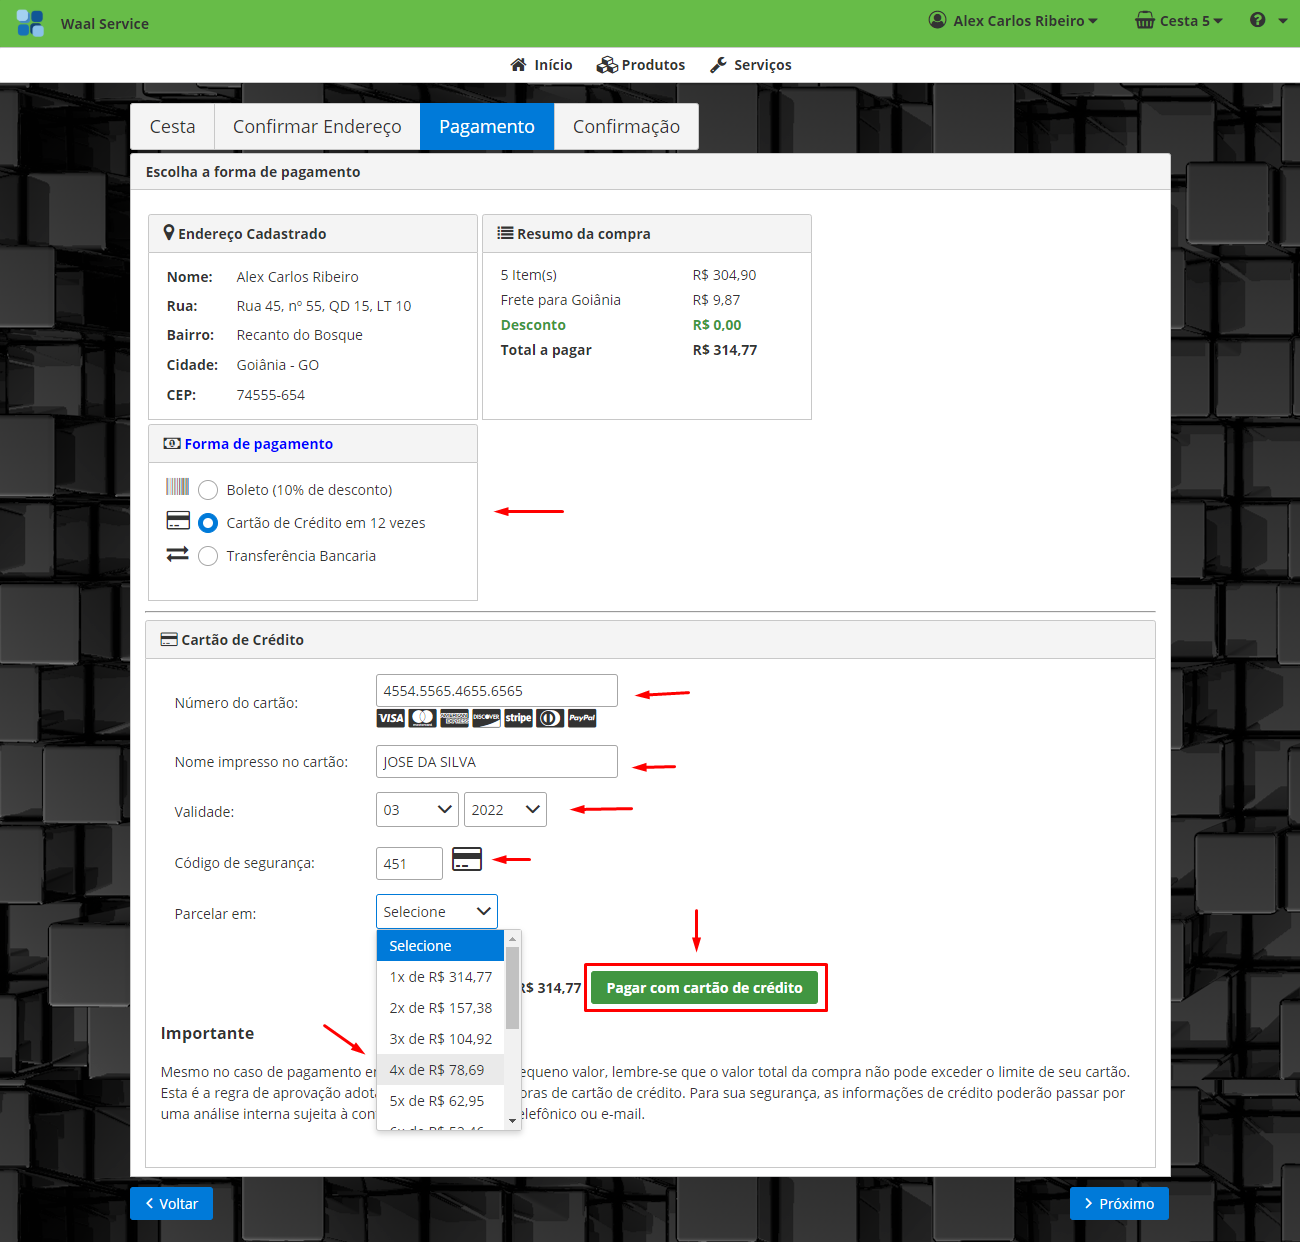 Waal Service
Alex Carlos Ribeiro
Cesta 5
Início
Produtos
Serviços
Cesta
Confirmar Endereço
Pagamento
Confirmação
Escolha a forma de pagamento
Endereço Cadastrado
Nome: Alex Carlos Ribeiro
Rua: Rua 45, nº 55, QD 15, LT 10
Bairro: Recanto do Bosque
Cidade: Goiânia - GO
CEP: 74555-654
Resumo da compra
5 Item(s) R$ 304,90
Frete para Goiânia R$ 9,87
Desconto R$ 0,00
Total a pagar R$ 314,77
Forma de pagamento
Boleto (10% de desconto)
Cartão de Crédito em 12 vezes
Transferência Bancaria
Cartão de Crédito
Número do cartão: 4554.5565.4655.6565
VISA DISCOVER stripe PayPal
Nome impresso no cartão: JOSE DA SILVA
Validade: 03 2022
Código de segurança: 451
Parcelar em: Selecione
Selecione
1x de R$ 314,77
2x de R$ 157,38
3x de R$ 104,92
4x de R$ 78,69
5x de R$ 62,95
6x de R$ 52,46
R$ 314,77 Pagar com cartão de crédito
Importante
Mesmo no caso de pagamento equeno valor, lembre-se que o valor total da compra não pode exceder o limite de seu cartão.
Esta é a regra de aprovação adota oras de cartão de crédito. Para sua segurança, as informações de crédito poderão passar por
uma análise interna sujeita à con elefônico ou e-mail.
Voltar
Próximo